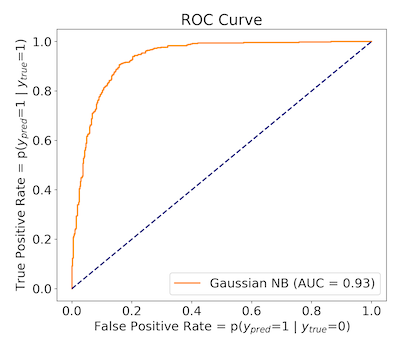 ROC Curve
True Positive Rate = p(y_pred=1 | y_true=1)
1.0
0.8
0.6
0.4
0.2
0.0
Gaussian NB (AUC = 0.93)
0.0 0.2 0.4 0.6 0.8 1.0
False Positive Rate = p(y_pred=1 | y_true=0)